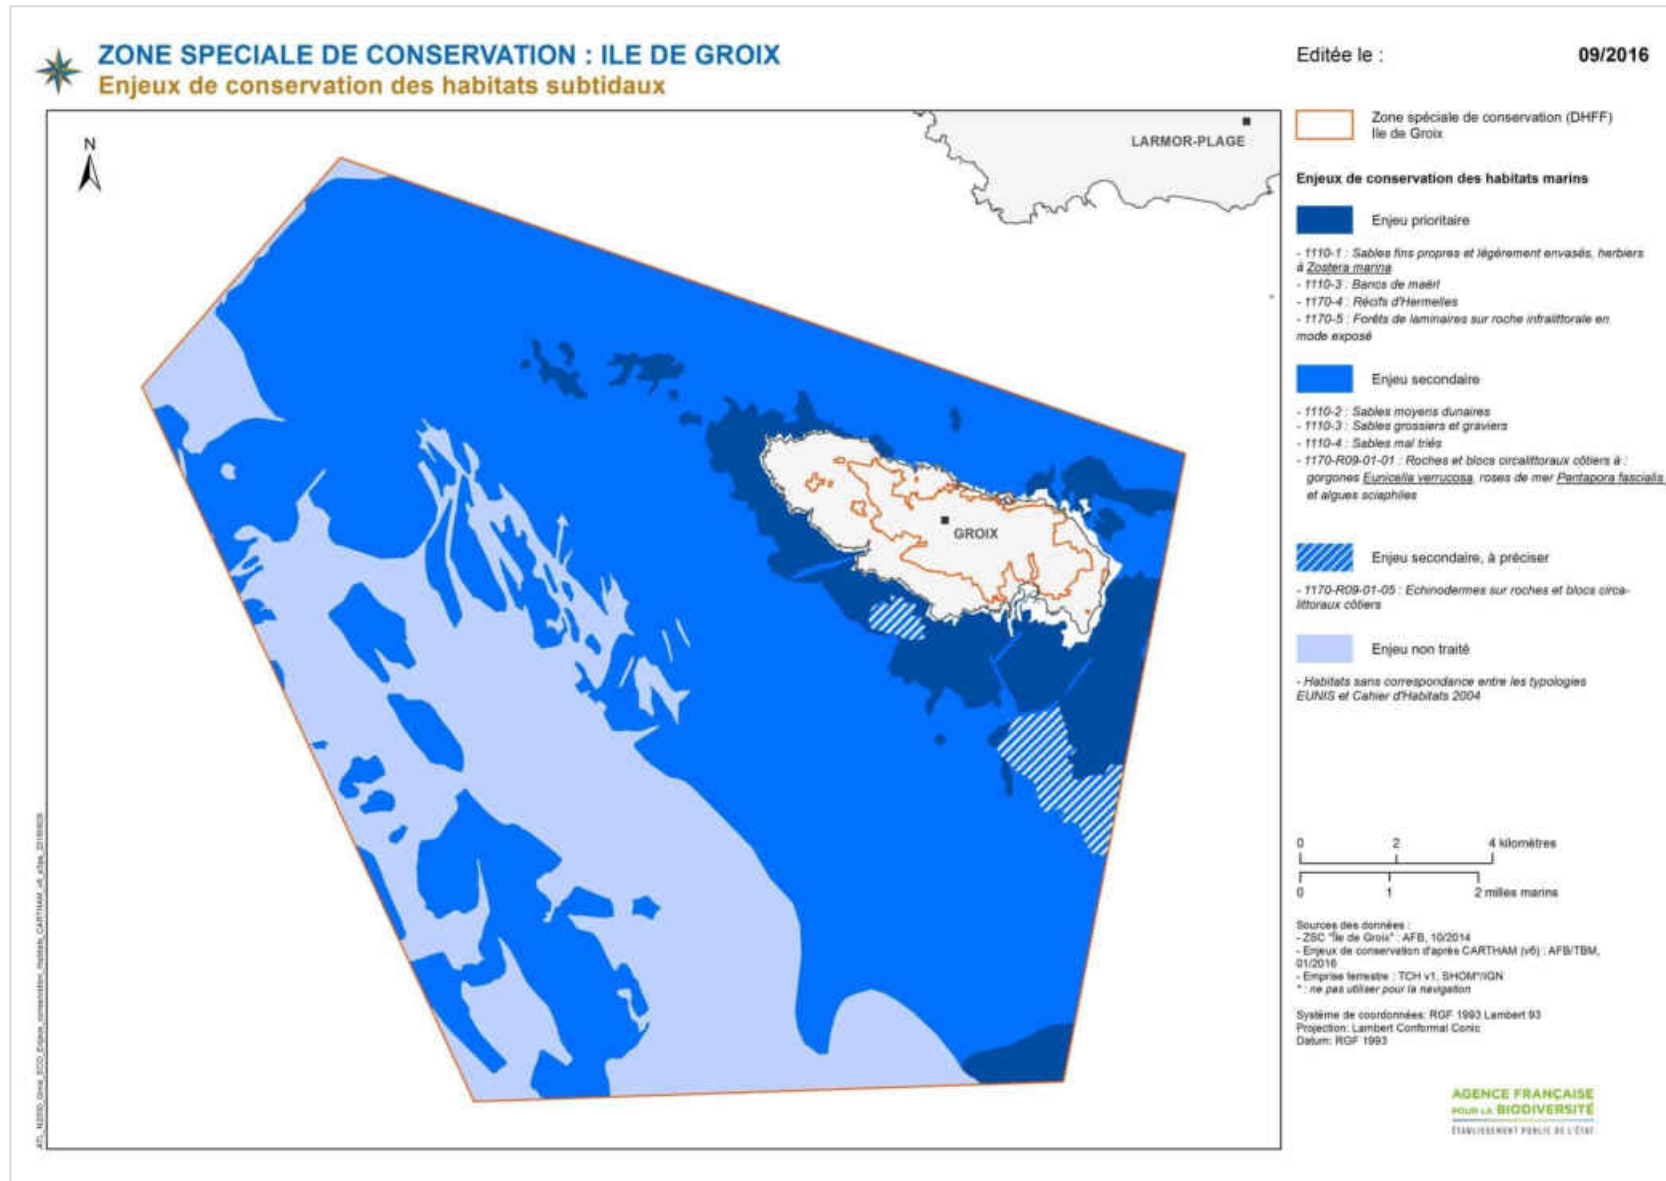 ZONE SPECIALE DE CONSERVATION : ILE DE GROIX
Enjeux de conservation des habitats subtidaux
Editée le : 09/2016
N
LARMOR-PLAGE
GROIX
Zone spéciale de conservation (DHFF)
Ile de Groix
Enjeux de conservation des habitats marins
Enjeu prioritaire
- 1110-1 : Sables fins propres et légèrement envasés, herbiers
à Zostera marina
- 1110-3 : Bancs de maërl
- 1170-4 : Récifs d'Hermelles
- 1170-5 : Forêts de laminaires sur roche infralittorale en
mode exposé
Enjeu secondaire
- 1110-2 : Sables moyens dunaires
- 1110-3 : Sables grossiers et graviers
- 1110-4 : Sables mal triés
- 1170-R09-01-01 : Roches et blocs circalittoraux côtiers à :
gorgones Eunicella verrucosa, roses de mer Pentapora fascialis
et algues sciaphiles
Enjeu secondaire, à préciser
- 1170-R09-01-05 : Echinodermes sur roches et blocs circa-
littoraux côtiers
Enjeu non traité
- Habitats sans correspondance entre les typologies
EUNIS et Cahier d'Habitats 2004
0 2 4 kilomètres
0 1 2 milles marins
Sources des données :
- ZSC "Île de Groix" : AFB, 10/2014
- Enjeux de conservation d'après CARTHAM (v6) : AFB/TBM,
01/2016
- Emprise terrestre : TCH v1, SHOM*/IGN
* : ne pas utiliser pour la navigation
Système de coordonnées: RGF 1993 Lambert 93
Projection: Lambert Conformal Conic
Datum: RGF 1993
AGENCE FRANÇAISE
POUR LA BIODIVERSITÉ
ÉTABLISSEMENT PUBLIC DE L'ÉTAT